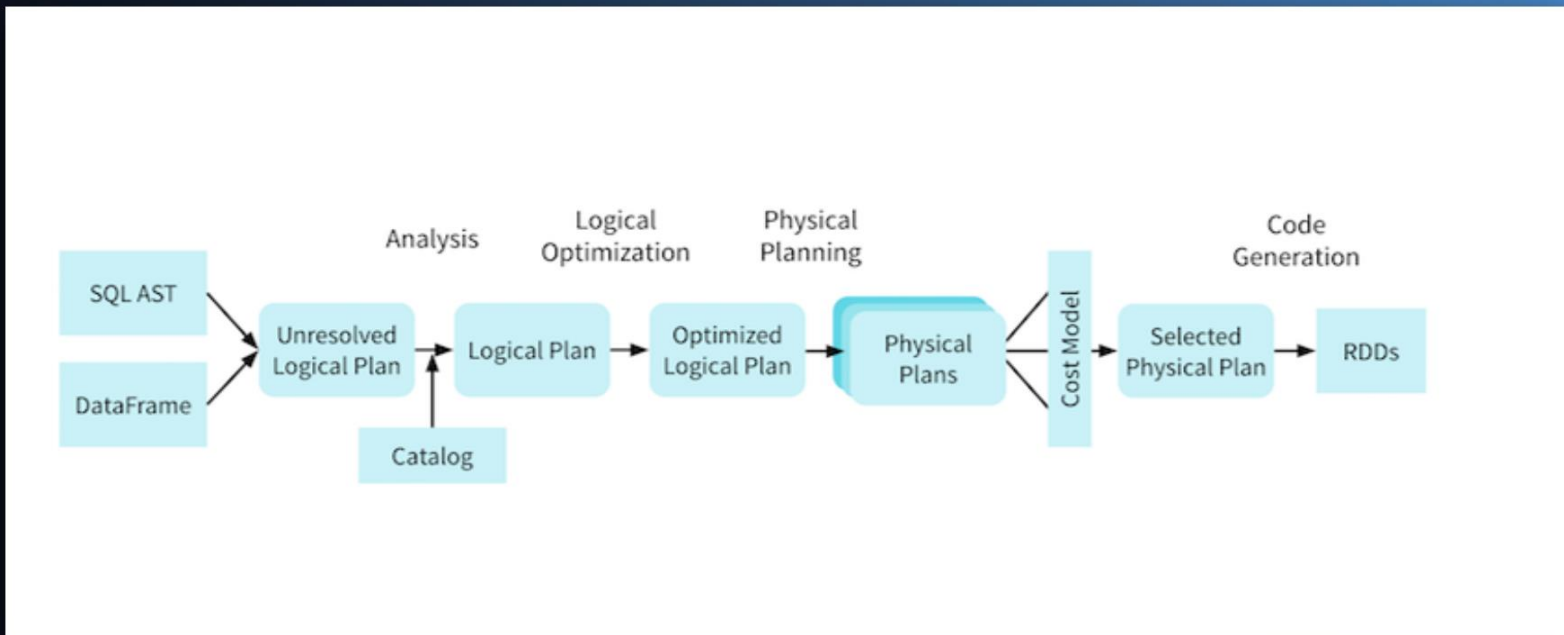 Analysis
Logical
Optimization
Physical
Planning
Code
Generation
SQL AST
DataFrame
Unresolved
Logical Plan
Catalog
Logical Plan
Optimized
Logical Plan
Physical
Plans
Cost Model
Selected
Physical Plan
RDDs